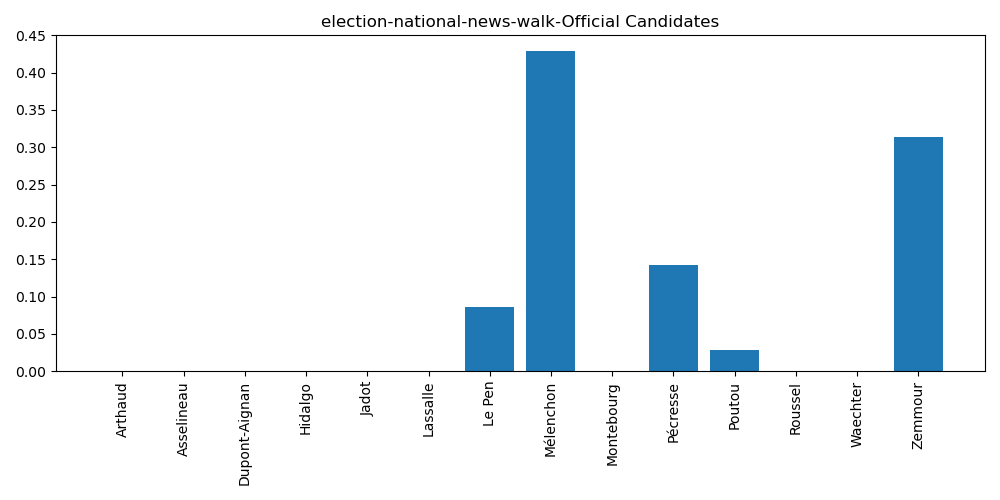 election-national-news-walk-Official Candidates
0.45
0.40
0.35
0.30
0.25
0.20
0.15
0.10
0.05
0.00
Arthaud
Asselineau
Dupont-Aignan
Hidalgo
Jadot
Lassalle
Le Pen
Mélenchon
Montebourg
Pécresse
Poutou
Roussel
Waechter
Zemmour